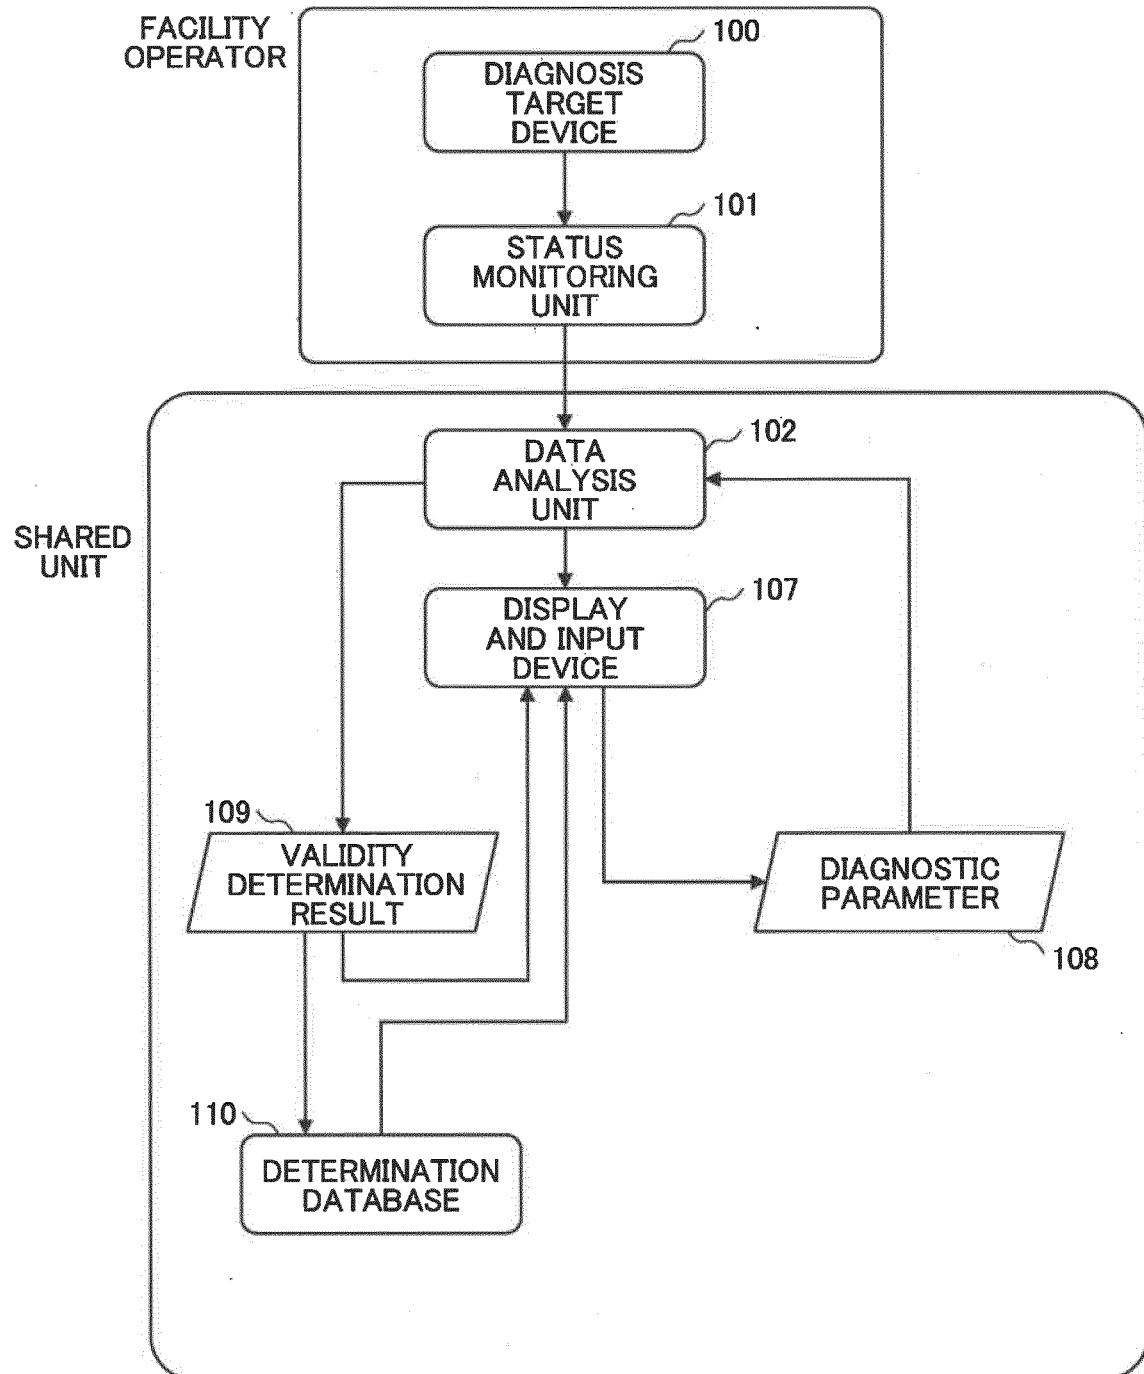 FACILITY
OPERATOR
100
DIAGNOSIS
TARGET
DEVICE
101
STATUS
MONITORING
UNIT
SHARED
UNIT
102
DATA
ANALYSIS
UNIT
107
DISPLAY
AND INPUT
DEVICE
109
VALIDITY
DETERMINATION
RESULT
DIAGNOSTIC
PARAMETER
108
110
DETERMINATION
DATABASE